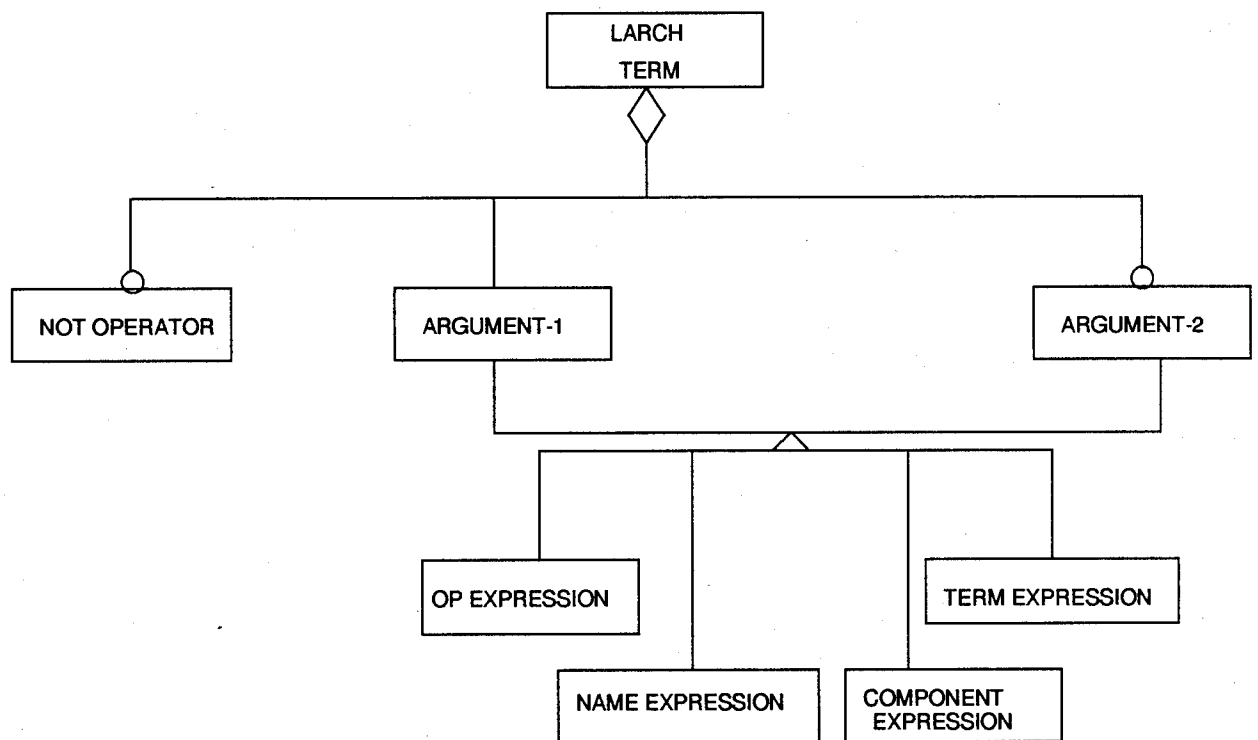 LARCH
TERM
NOT OPERATOR
ARGUMENT-1
ARGUMENT-2
OP EXPRESSION
TERM EXPRESSION
NAME EXPRESSION
COMPONENT
EXPRESSION